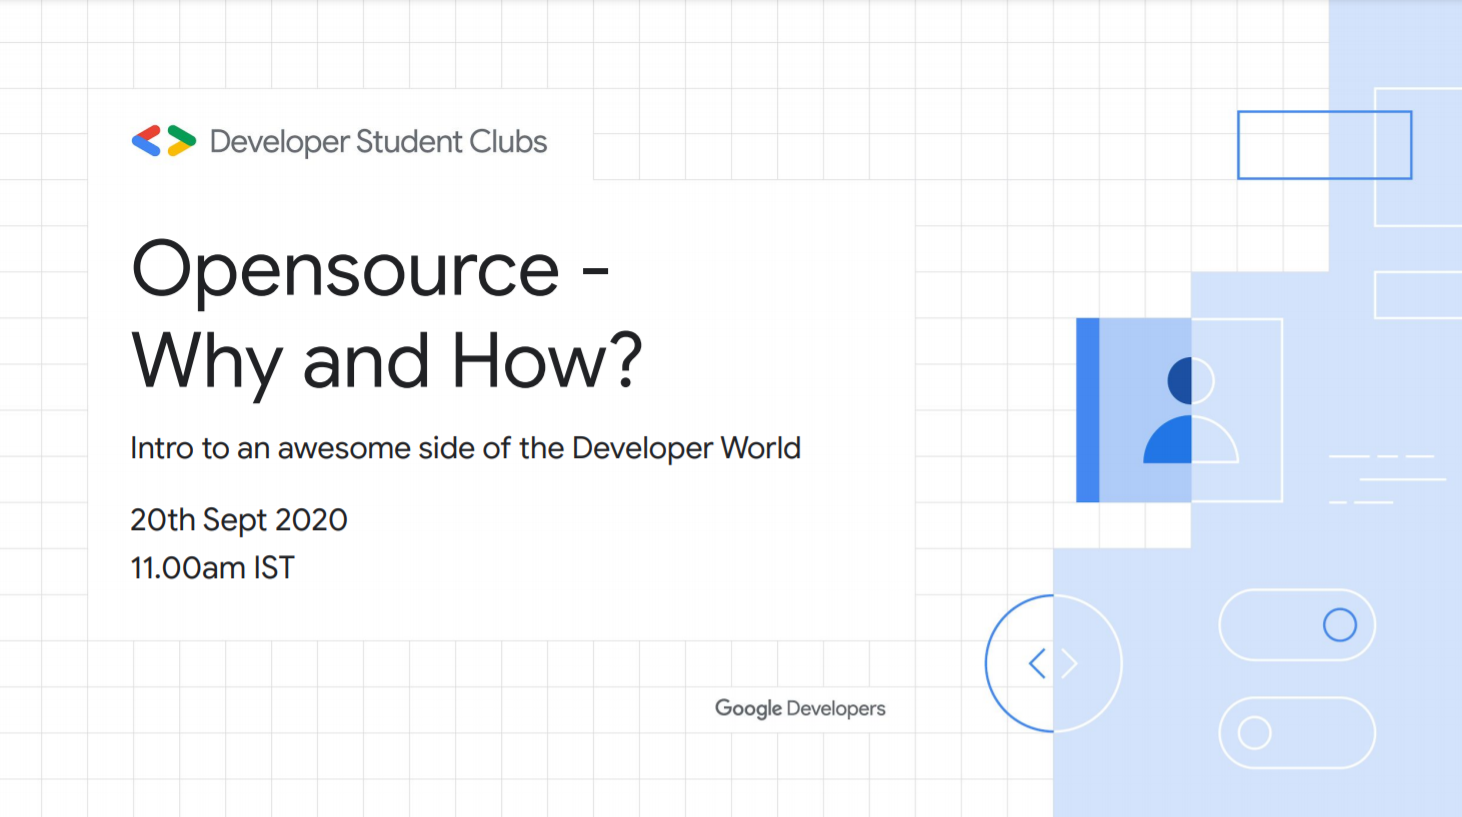 Developer Student Clubs
Opensource -
Why and How?
Intro to an awesome side of the Developer World
20th Sept 2020
11.00am IST
Google Developers